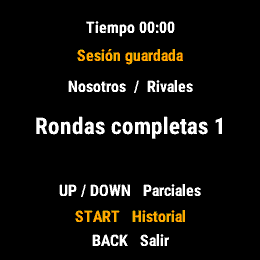 Tiempo 00:00
Sesión guardada
Nosotros / Rivales
Rondas completas 1
UP / DOWN Parciales
START Historial
BACK Salir